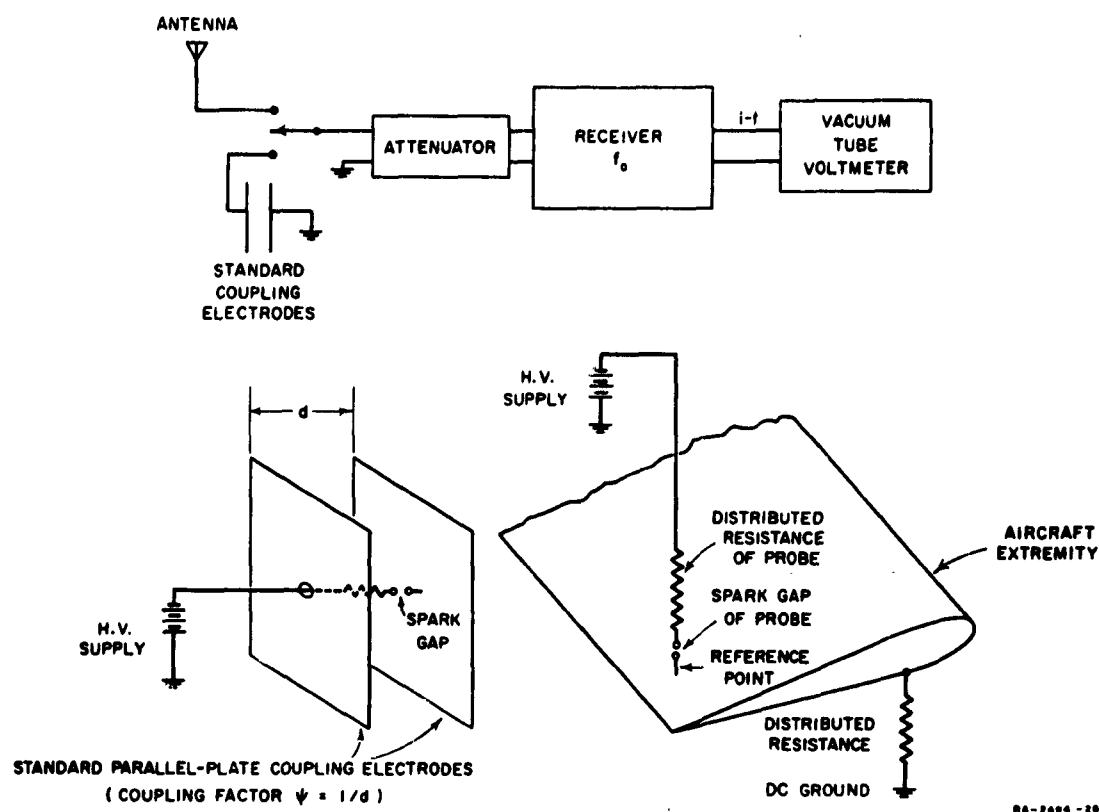 ANTENNA
ATTENUATOR
RECEIVER
fo
i-f
VACUUM
TUBE
VOLTMETER
STANDARD
COUPLING
ELECTRODES
H.V.
SUPPLY
d
DISTRIBUTED
RESISTANCE
OF PROBE
AIRCRAFT
EXTREMITY
SPARK GAP
OF PROBE
REFERENCE
POINT
H.V.
SUPPLY
SPARK
GAP
DISTRIBUTED
RESISTANCE
DC GROUND
STANDARD PARALLEL-PLATE COUPLING ELECTRODES
( COUPLING FACTOR ψ = 1/d )